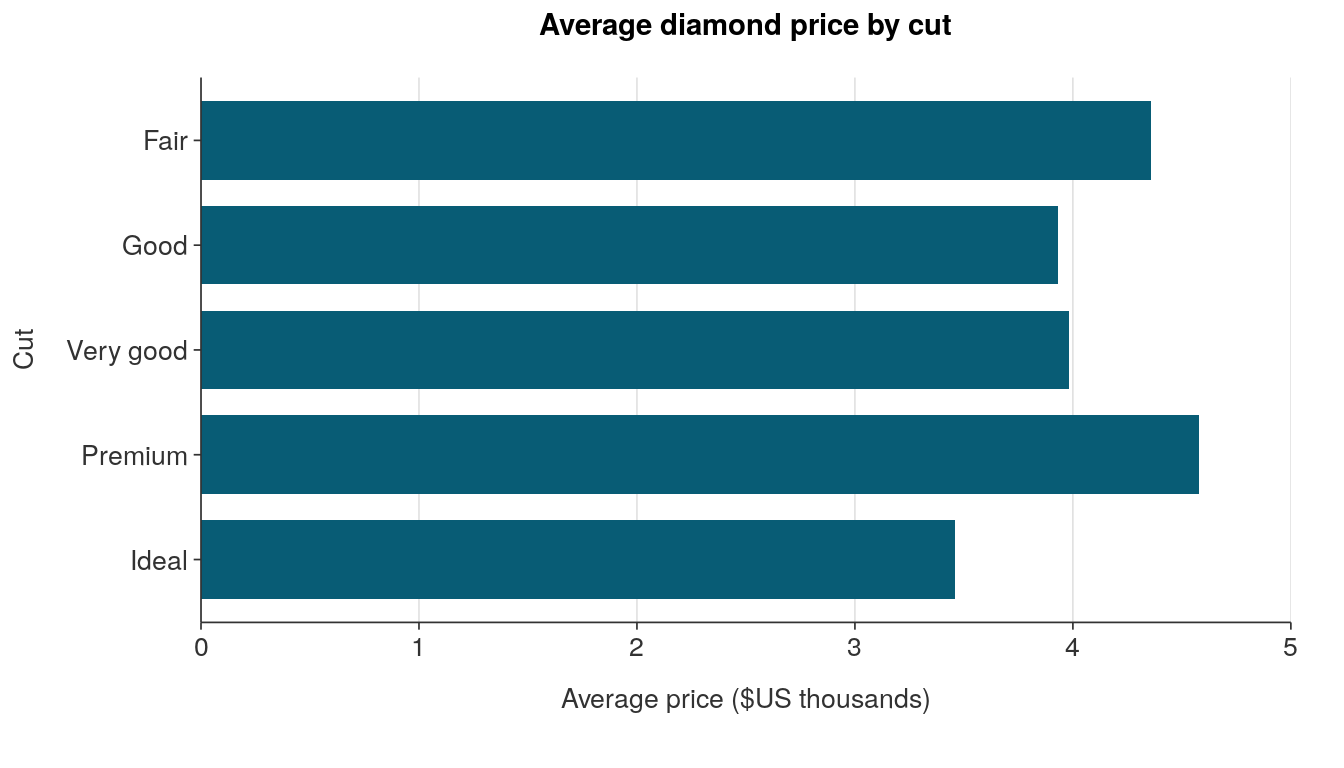 Average diamond price by cut
Fair
Good
Very good
Premium
Ideal
Cut
0 1 2 3 4 5
Average price ($US thousands)